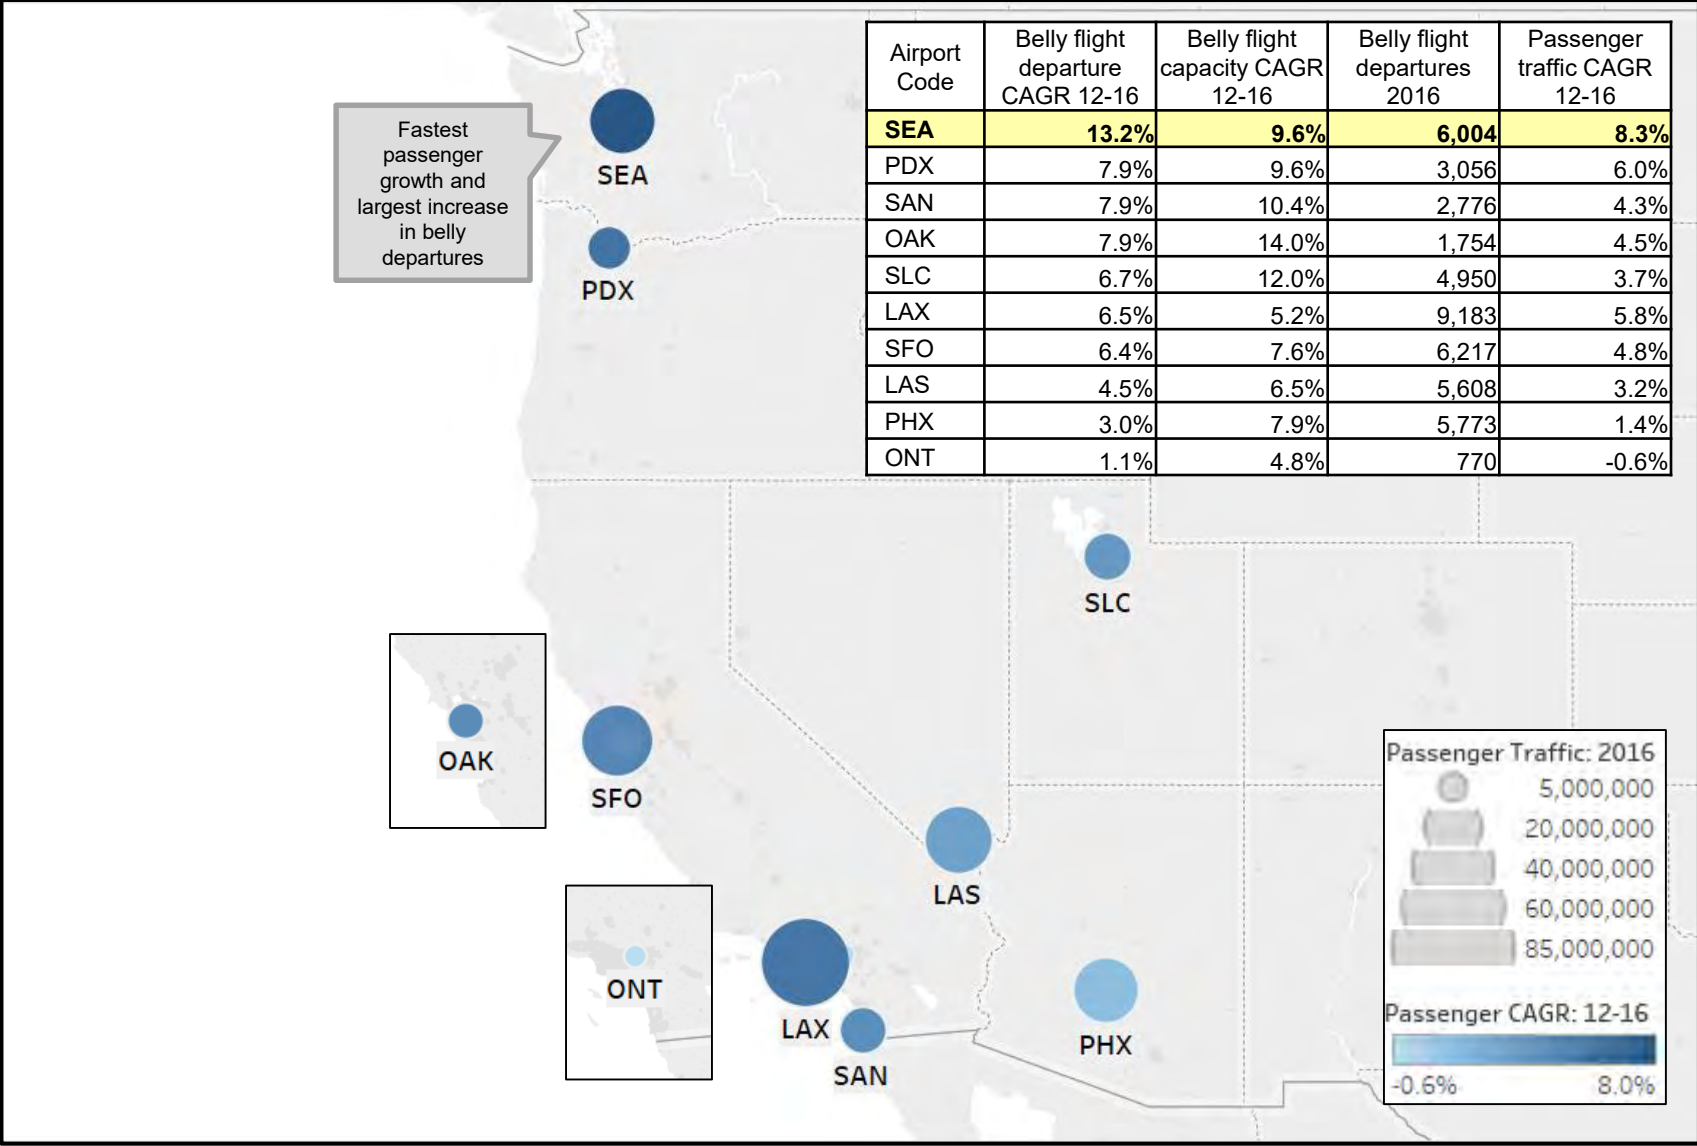 Airport Code
Belly flight departure CAGR 12-16
Belly flight capacity CAGR 12-16
Belly flight departures 2016
Passenger traffic CAGR 12-16
SEA 13.2% 9.6% 6,004 8.3%
PDX 7.9% 9.6% 3,056 6.0%
SAN 7.9% 10.4% 2,776 4.3%
OAK 7.9% 14.0% 1,754 4.5%
SLC 6.7% 12.0% 4,950 3.7%
LAX 6.5% 5.2% 9,183 5.8%
SFO 6.4% 7.6% 6,217 4.8%
LAS 4.5% 6.5% 5,608 3.2%
PHX 3.0% 7.9% 5,773 1.4%
ONT 1.1% 4.8% 770 -0.6%
Fastest
passenger
growth and
largest increase
in belly
departures
SEA
PDX
SLC
OAK
SFO
LAS
ONT
LAX
SAN
PHX
Passenger Traffic: 2016
5,000,000
20,000,000
40,000,000
60,000,000
85,000,000
Passenger CAGR: 12-16
-0.6% 8.0%